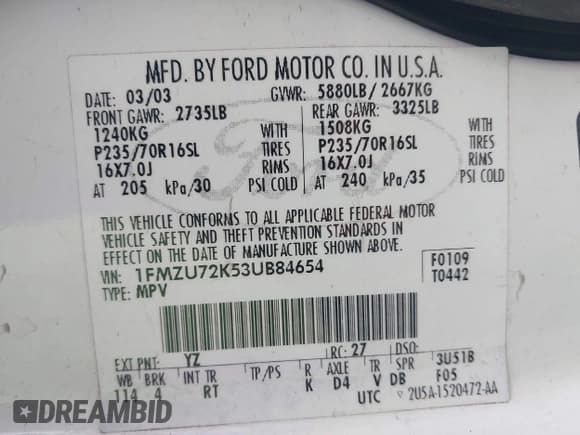 MFD. BY FORD MOTOR CO. IN U.S.A.
DATE: 03/03 GVWR: 5880LB/ 2667KG
FRONT GAWR: 2735LB REAR GAWR: 3325LB
1240KG WITH 1508KG WITH
P235/70R16SL TIRES P235/70R16SL TIRES
16X7.0J RIMS 16X7.0J RIMS
AT 205 kPa/30 PSI COLD AT 240 kPa/35 PSI COLD
THIS VEHICLE CONFORMS TO ALL APPLICABLE FEDERAL MOTOR
VEHICLE SAFETY AND THEFT PREVENTION STANDARDS IN
EFFECT ON THE DATE OF MANUFACTURE SHOWN ABOVE.
VIN: 1FMZU72K53UB84654 F0109
TYPE: MPV T0442
EXT PNT: YZ RC: 27 DSO:
WB BRK INT TR TP/PS R AXLE TR SPR 3U51B
114 4 RT K D4 V DB F05
UTC 2U5A-1520472-AA
Ford
DREAMBID